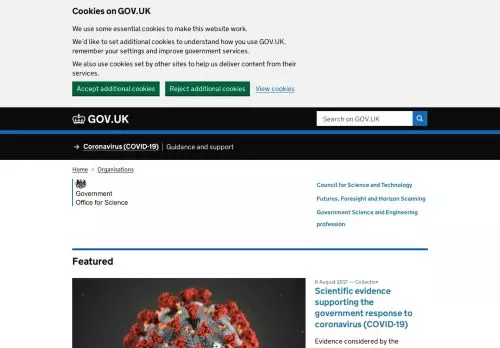 Cookies on GOV.UK
We use some essential cookies to make this website work.
We'd like to set additional cookies to understand how you use GOV.UK,
remember your settings and improve government services.
We also use cookies set by other sites to help us deliver content from their
services.
Accept additional cookies Reject additional cookies View cookies
GOV.UK Search on GOV.UK
→ Coronavirus (COVID-19) Guidance and support
Home > Organisations
Government
Office for Science
Council for Science and Technology
Futures, Foresight and Horizon Scanning
Government Science and Engineering
profession
Featured
6 August 2021 — Collection
Scientific evidence
supporting the
government response to
coronavirus (COVID-19)
Evidence considered by the